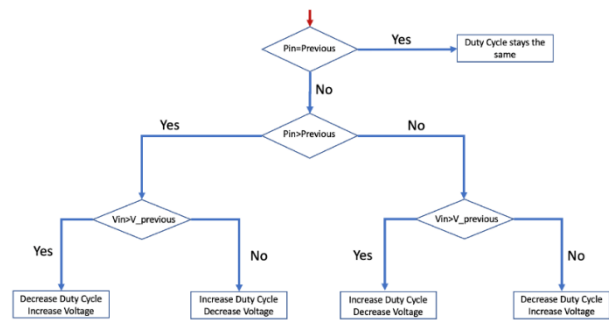 Pin=Previous
Yes
Duty Cycle stays the
same
No
Yes
Pin>Previous
No
Vin>V_previous
Vin>V_previous
Yes
No
Yes
No
Decrease Duty Cycle
Increase Voltage
Increase Duty Cycle
Decrease Voltage
Increase Duty Cycle
Decrease Voltage
Decrease Duty Cycle
Increase Voltage